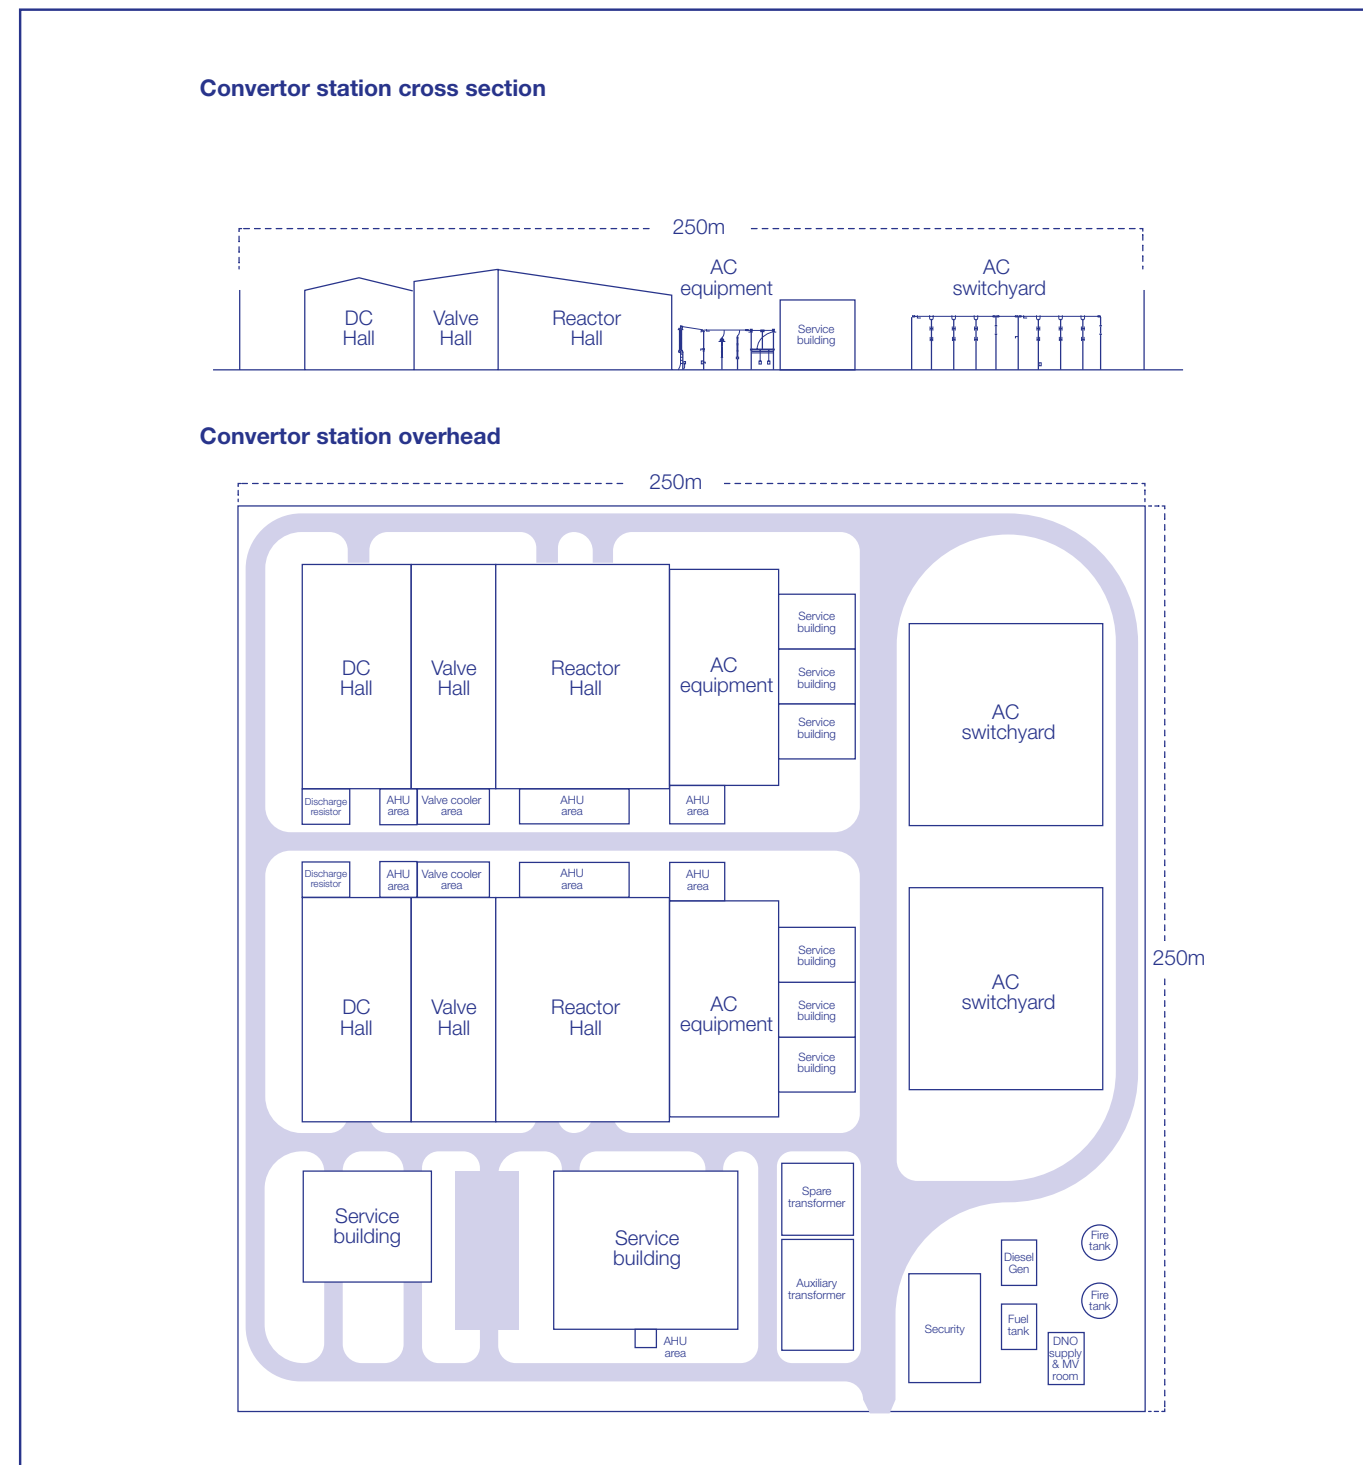 Convertor station cross section
250m
AC
equipment
AC
switchyard
DC
Hall
Valve
Hall
Reactor
Hall
Service
building
Convertor station overhead
250m
DC
Hall
Valve
Hall
Reactor
Hall
AC
equipment
Service
building
Service
building
Service
building
AC
switchyard
Discharge
resistor
AHU
area
Valve cooler
area
AHU
area
AHU
area
Discharge
resistor
AHU
area
Valve cooler
area
AHU
area
AHU
area
DC
Hall
Valve
Hall
Reactor
Hall
AC
equipment
Service
building
Service
building
Service
building
AC
switchyard
250m
Service
building
Service
building
AHU
area
Spare
transformer
Auxiliary
transformer
Security
Diesel
Gen
Fuel
tank
Fire
tank
Fire
tank
DNO
supply
& MV
room